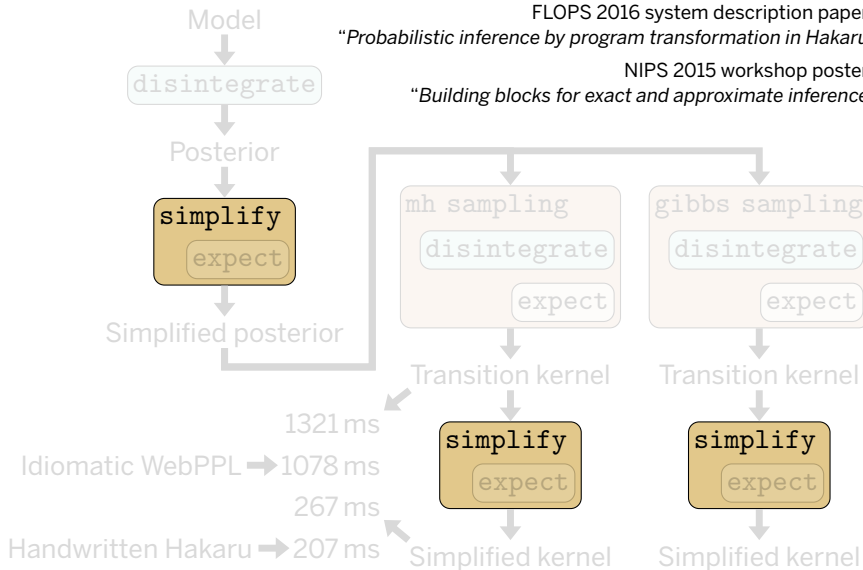 Model
FLOPS 2016 system description paper
“Probabilistic inference by program transformation in Hakaru
disintegrate
NIPS 2015 workshop poster
“Building blocks for exact and approximate inference
Posterior
simplify
expect
mh sampling
disintegrate
expect
gibbs sampling
disintegrate
expect
Simplified posterior
Transition kernel
Transition kernel
1321 ms
Idiomatic WebPPL 1078 ms
267 ms
Handwritten Hakaru 207 ms
simplify
expect
simplify
expect
Simplified kernel
Simplified kernel